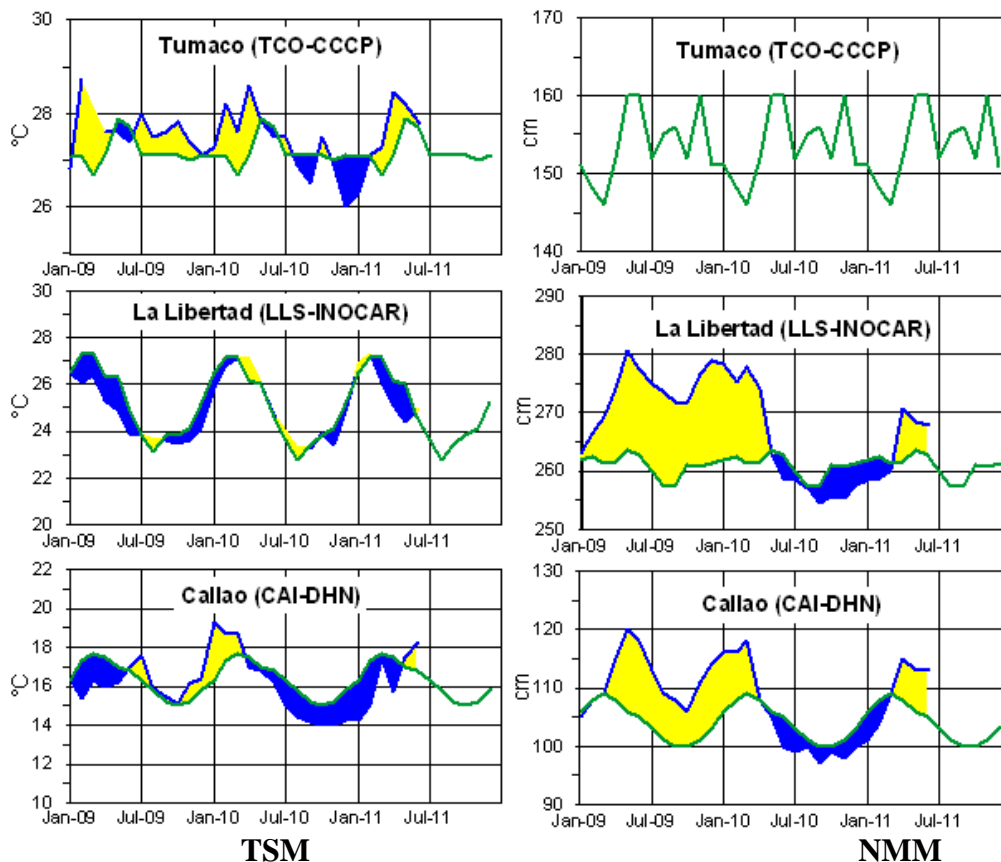 Tumaco (TCO-CCCP)
30
28
26
°C
Jan-09 Jul-09 Jan-10 Jul-10 Jan-11 Jul-11
La Libertad (LLS-INOCAR)
30
28
26
24
22
20
°C
Jan-09 Jul-09 Jan-10 Jul-10 Jan-11 Jul-11
Callao (CAI-DHN)
22
20
18
16
14
12
10
°C
Jan-09 Jul-09 Jan-10 Jul-10 Jan-11 Jul-11
TSM
Tumaco (TCO-CCCP)
170
160
150
140
cm
Jan-09 Jul-09 Jan-10 Jul-10 Jan-11 Jul-11
La Libertad (LLS-INOCAR)
290
280
270
260
250
cm
Jan-09 Jul-09 Jan-10 Jul-10 Jan-11 Jul-11
Callao (CAI-DHN)
130
120
110
100
90
cm
Jan-09 Jul-09 Jan-10 Jul-10 Jan-11 Jul-11
NMM